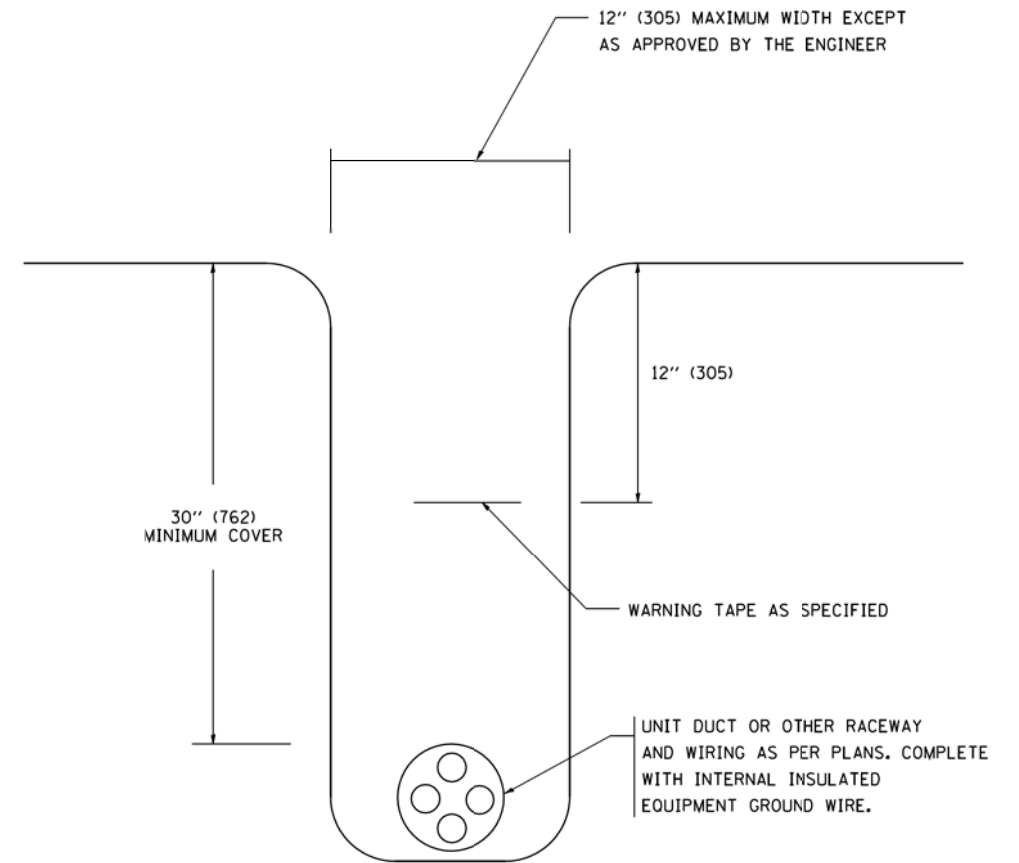 12'' (305) MAXIMUM WIDTH EXCEPT
AS APPROVED BY THE ENGINEER
12'' (305)
30'' (762)
MINIMUM COVER
WARNING TAPE AS SPECIFIED
UNIT DUCT OR OTHER RACEWAY
AND WIRING AS PER PLANS. COMPLETE
WITH INTERNAL INSULATED
EQUIPMENT GROUND WIRE.